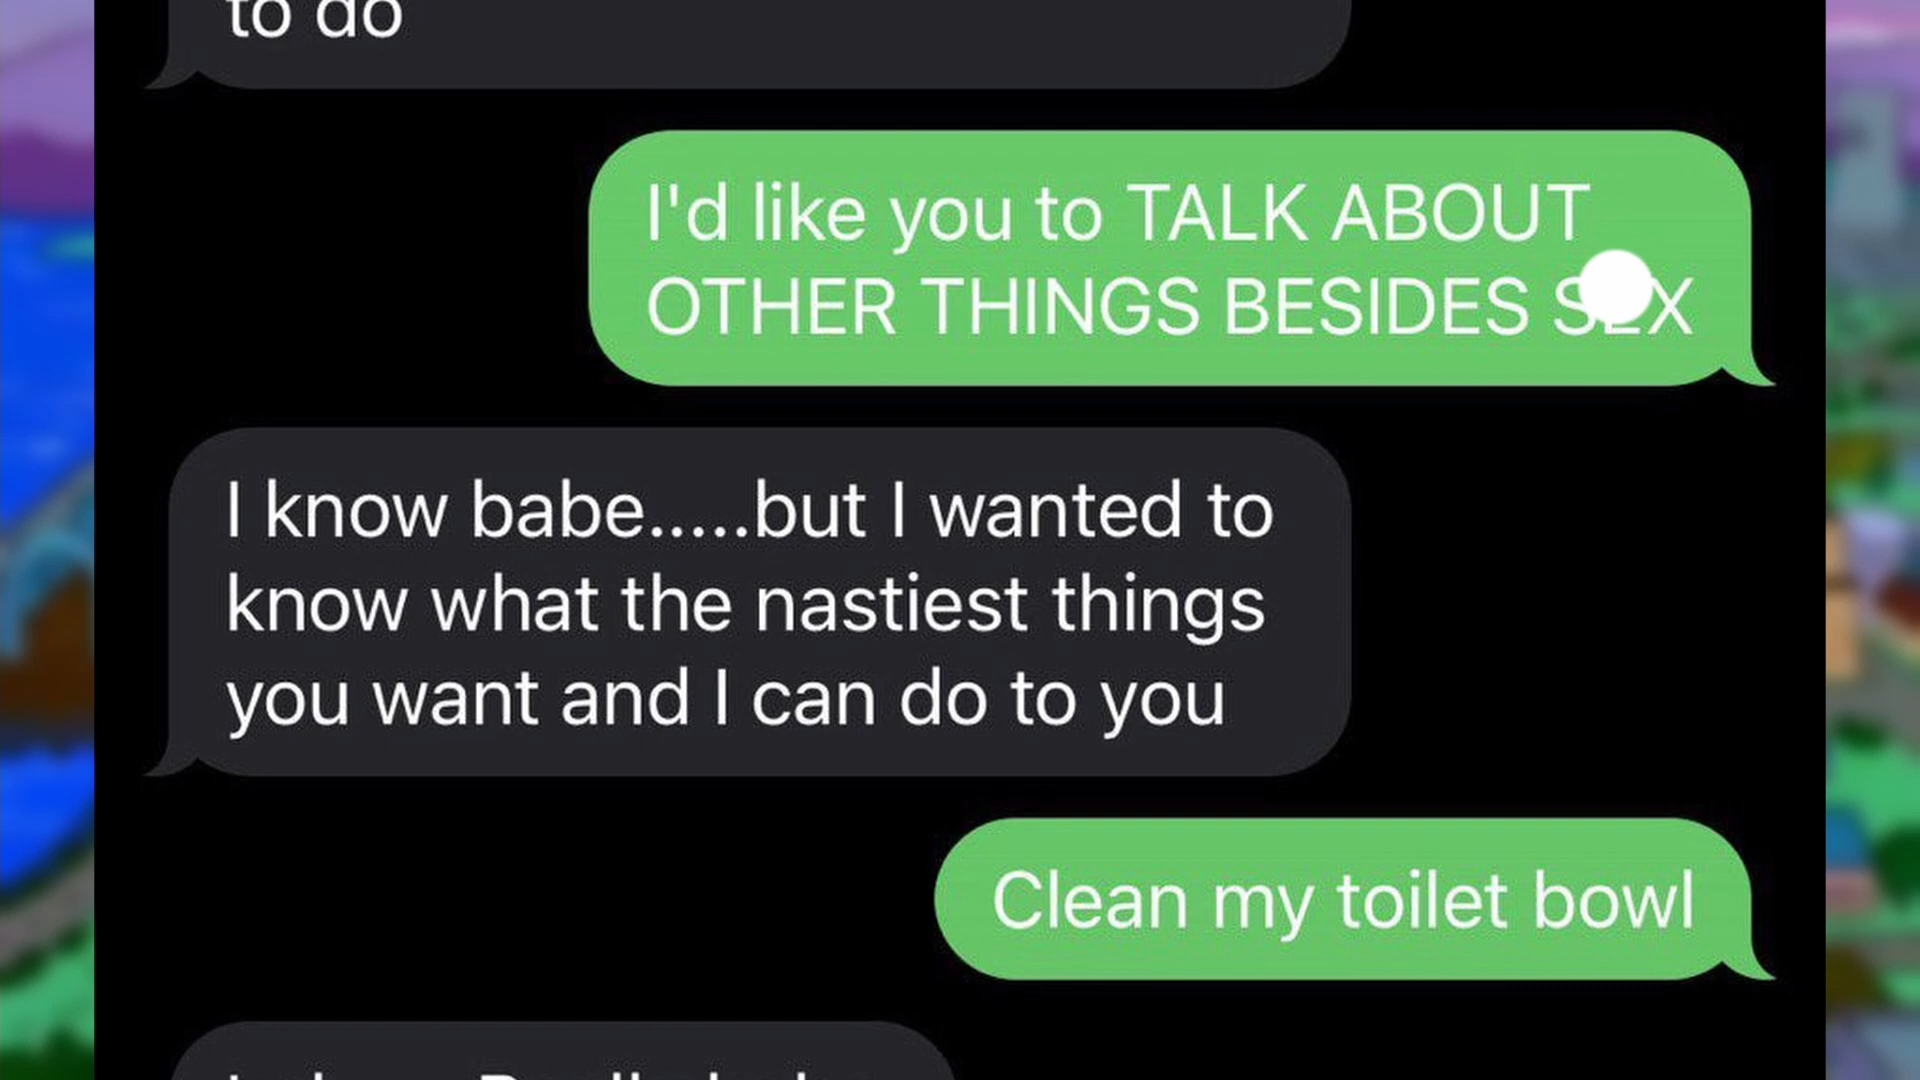 to do
I'd like you to TALK ABOUT
OTHER THINGS BESIDES SEX
I know babe.....but I wanted to
know what the nastiest things
you want and I can do to you
Clean my toilet bowl